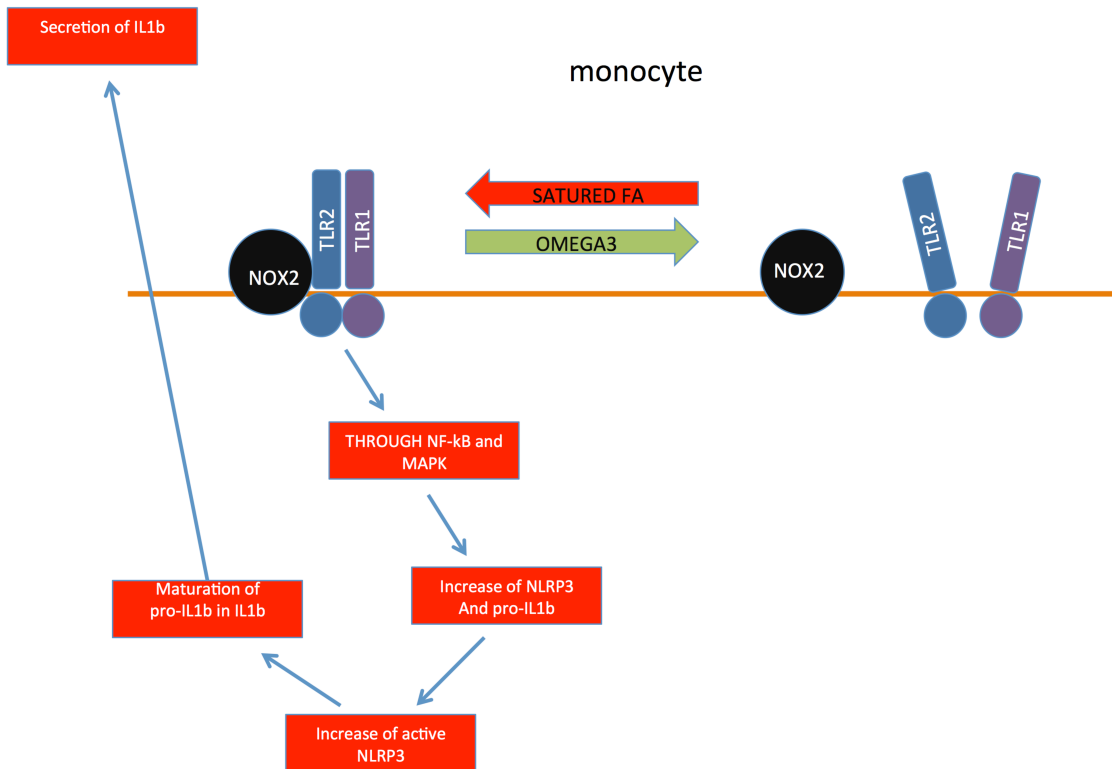 Secretion of IL1b
monocyte
SATURED FA
OMEGA3
TLR2
TLR1
NOX2
NOX2
TLR2
TLR1
THROUGH NF-kB and
MAPK
Increase of NLRP3
And pro-IL1b
Maturation of
pro-IL1b in IL1b
Increase of active
NLRP3